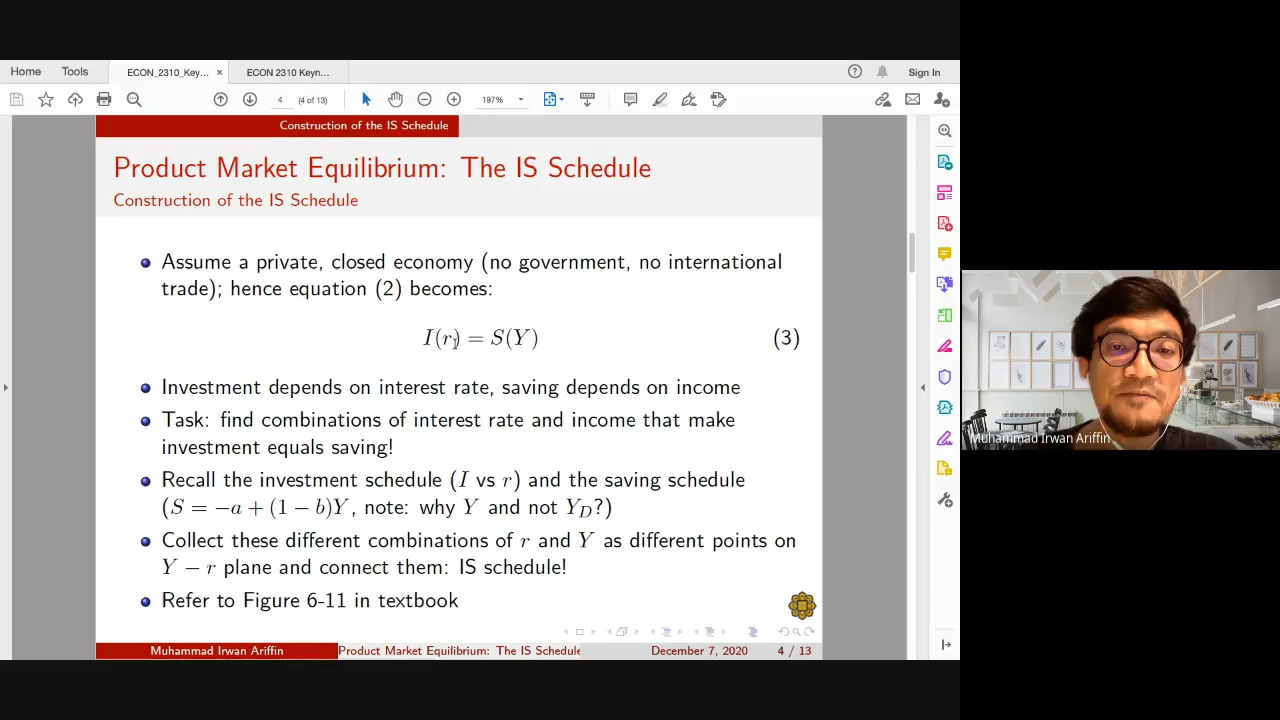 Home Tools ECON_2310_Key... × ECON 2310 Keyn... Sign In
4 (4 of 13) 197%
Construction of the IS Schedule
Product Market Equilibrium: The IS Schedule
Construction of the IS Schedule
Assume a private, closed economy (no government, no international
trade); hence equation (2) becomes:
I(r) = S(Y) (3)
Investment depends on interest rate, saving depends on income
Task: find combinations of interest rate and income that make
investment equals saving!
Recall the investment schedule (I vs r) and the saving schedule
(S = −a + (1 − b)Y, note: why Y and not Y_D?)
Collect these different combinations of r and Y as different points on
Y − r plane and connect them: IS schedule!
Refer to Figure 6-11 in textbook
Muhammad Irwan Ariffin Product Market Equilibrium: The IS Schedule December 7, 2020 4 / 13
Muhammad Irwan Ariffin